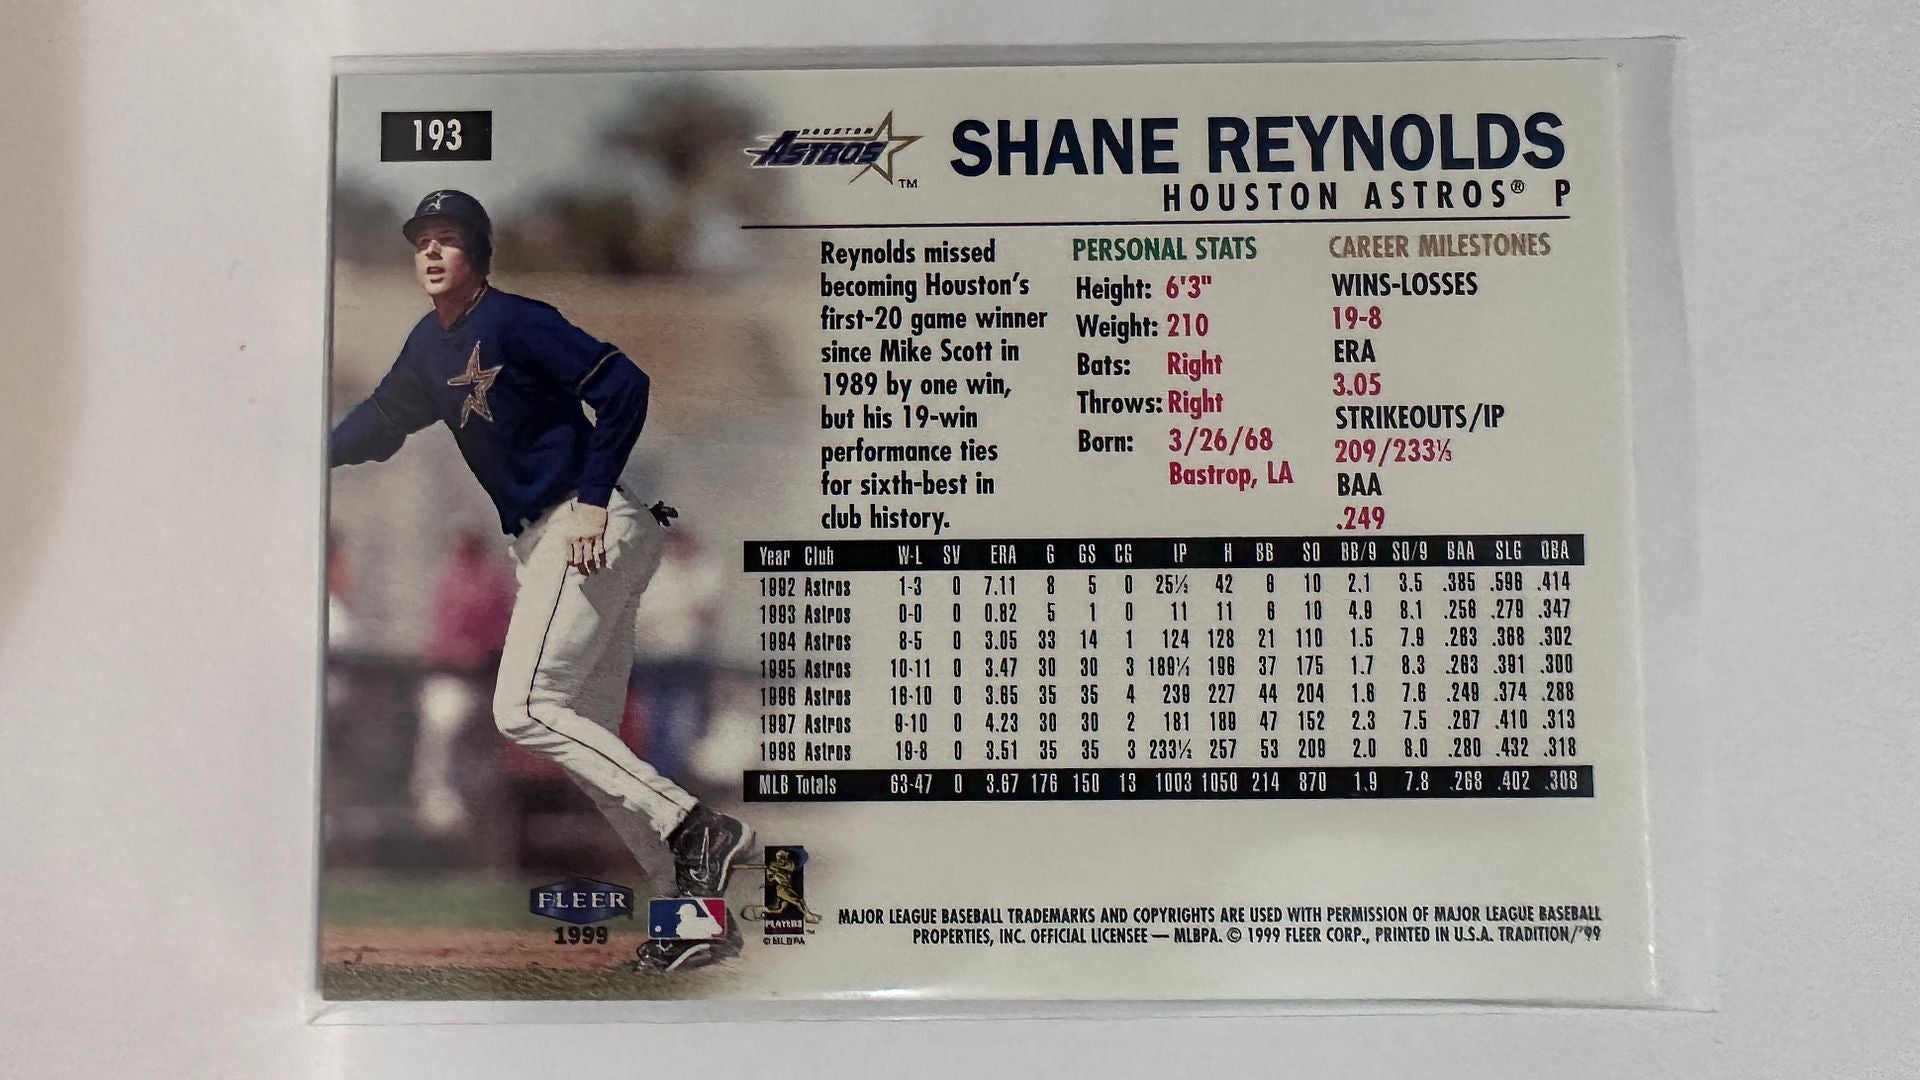 193
HOUSTON
ASTROS
TM
SHANE REYNOLDS
HOUSTON ASTROS® P
Reynolds missed
becoming Houston's
first-20 game winner
since Mike Scott in
1989 by one win,
but his 19-win
performance ties
for sixth-best in
club history.
PERSONAL STATS
Height: 6'3"
Weight: 210
Bats: Right
Throws: Right
Born: 3/26/68
Bastrop, LA
CAREER MILESTONES
WINS-LOSSES
19-8
ERA
3.05
STRIKEOUTS/IP
209/233⅓
BAA
.249
Year Club W-L SV ERA G GS CG IP H BB SO BB/9 SO/9 BAA SLG OBA
1992 Astros 1-3 0 7.11 8 5 0 25⅓ 42 6 10 2.1 3.5 .385 .596 .414
1993 Astros 0-0 0 0.82 5 1 0 11 11 6 10 4.9 8.1 .256 .279 .347
1994 Astros 8-5 0 3.05 33 14 1 124 128 21 110 1.5 7.9 .263 .368 .302
1995 Astros 10-11 0 3.47 30 30 3 189⅓ 196 37 175 1.7 8.3 .263 .391 .300
1996 Astros 16-10 0 3.65 35 35 4 239 227 44 204 1.6 7.6 .249 .374 .288
1997 Astros 9-10 0 4.23 30 30 2 181 189 47 152 2.3 7.5 .267 .410 .313
1998 Astros 19-8 0 3.51 35 35 3 233⅓ 257 53 209 2.0 8.0 .280 .432 .318
MLB Totals 63-47 0 3.67 176 150 13 1003 1050 214 870 1.9 7.8 .268 .402 .308
FLEER
1999
PLAYERS
© MLBPA
MAJOR LEAGUE BASEBALL TRADEMARKS AND COPYRIGHTS ARE USED WITH PERMISSION OF MAJOR LEAGUE BASEBALL
PROPERTIES, INC. OFFICIAL LICENSEE — MLBPA. © 1999 FLEER CORP., PRINTED IN U.S.A. TRADITION/'99